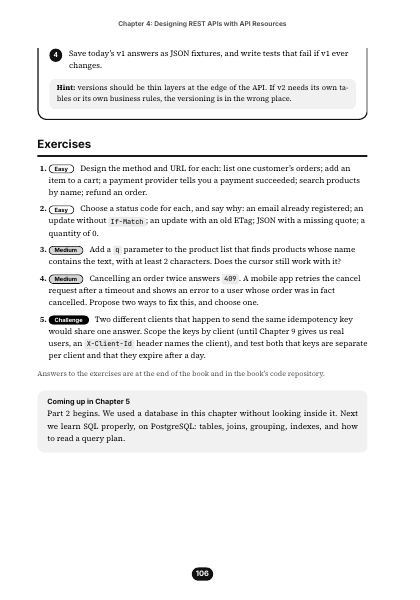 Chapter 4: Designing REST APIs with API Resources
4 Save today's v1 answers as JSON fixtures, and write tests that fail if v1 ever
changes.
Hint: versions should be thin layers at the edge of the API. If v2 needs its own ta-
bles or its own business rules, the versioning is in the wrong place.
Exercises
1. Easy Design the method and URL for each: list one customer's orders; add an
item to a cart; a payment provider tells you a payment succeeded; search products
by name; refund an order.
2. Easy Choose a status code for each, and say why: an email already registered; an
update without If-Match; an update with an old ETag; JSON with a missing quote; a
quantity of 0.
3. Medium Add a q parameter to the product list that finds products whose name
contains the text, with at least 2 characters. Does the cursor still work with it?
4. Medium Cancelling an order twice answers 409. A mobile app retries the cancel
request after a timeout and shows an error to a user whose order was in fact
cancelled. Propose two ways to fix this, and choose one.
5. Challenge Two different clients that happen to send the same idempotency key
would share one answer. Scope the keys by client (until Chapter 9 gives us real
users, an X-Client-Id header names the client), and test both that keys are separate
per client and that they expire after a day.
Answers to the exercises are at the end of the book and in the book's code repository.
Coming up in Chapter 5
Part 2 begins. We used a database in this chapter without looking inside it. Next
we learn SQL properly, on PostgreSQL: tables, joins, grouping, indexes, and how
to read a query plan.
106